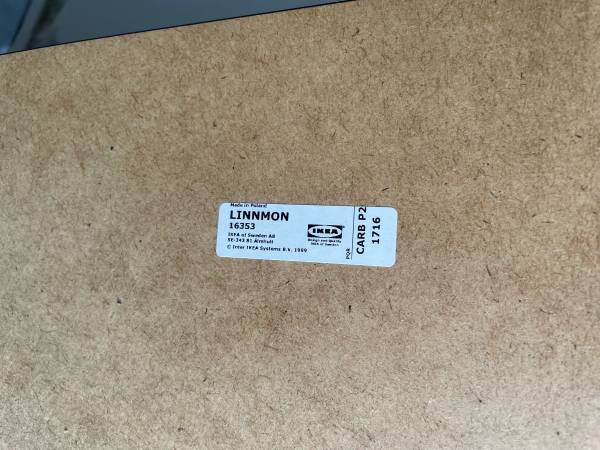 Made in Poland
LINNMON
16353
IKEA of Sweden AB
SE-343 81 Älmhult
© Inter IKEA Systems B.V. 1999
IKEA
Design and Quality
IKEA of Sweden
PQR
CARB P2
1716